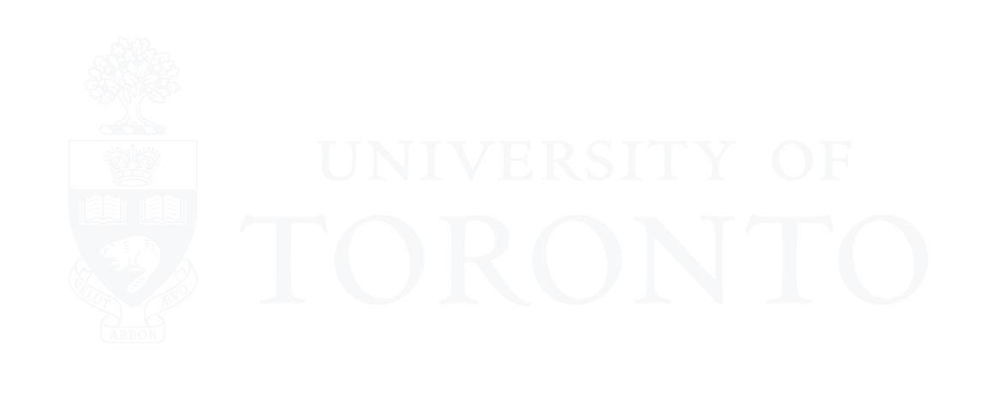 UNIVERSITY OF
TORONTO
VELUT
ARBOR
ÆVO